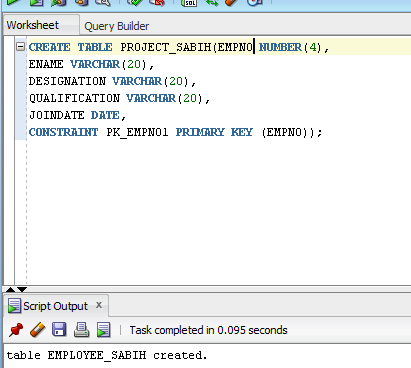 SQL
Worksheet Query Builder
CREATE TABLE PROJECT_SABIH(EMPNO NUMBER(4),
ENAME VARCHAR(20),
DESIGNATION VARCHAR(20),
QUALIFICATION VARCHAR(20),
JOINDATE DATE,
CONSTRAINT PK_EMPNO1 PRIMARY KEY (EMPNO));
Script Output x
Task completed in 0.095 seconds
table EMPLOYEE_SABIH created.